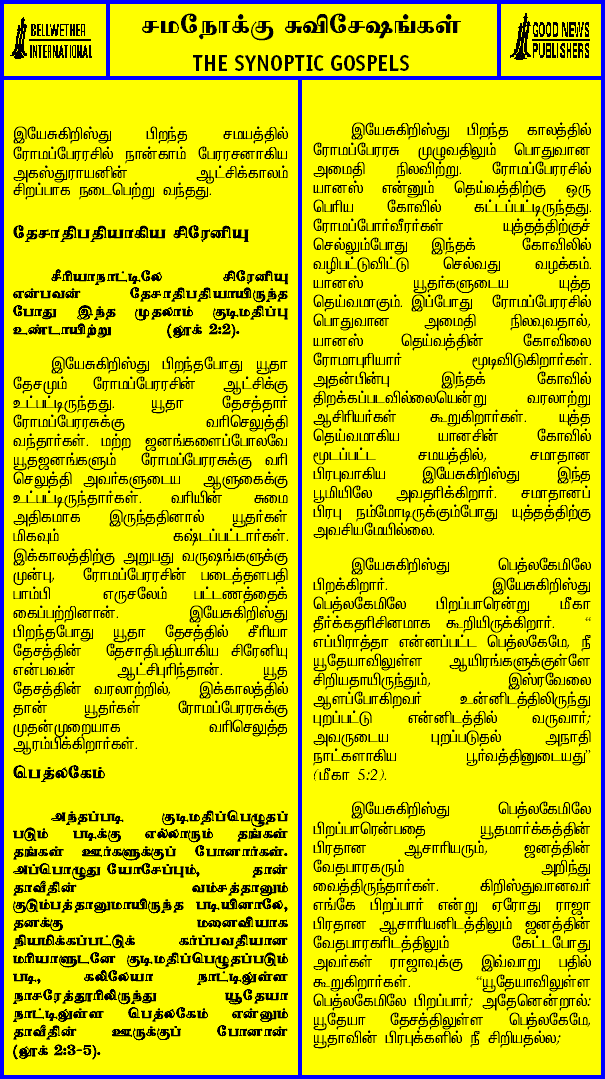 BELLWETHER
INTERNATIONAL
சமநோக்கு சுவிசேஷங்கள்
THE SYNOPTIC GOSPELS
GOOD NEWS
PUBLISHERS
இயேசுகிறிஸ்து பிறந்த சமயத்தில்
ரோமப்பேரரசில் நான்காம் பேரரசனாகிய
அகஸ்துராயனின் ஆட்சிக்காலம்
சிறப்பாக நடைபெற்று வந்தது.
தேசாதிபதியாகிய சிரேனியு
சீரியாநாட்டிலே சிரேனியு
என்பவன் தேசாதிபதியாயிருந்த
போது இந்த முதலாம் குடிமதிப்பு
உண்டாயிற்று (லூக் 2:2).
இயேசுகிறிஸ்து பிறந்தபோது யூதா
தேசமும் ரோமப்பேரரசின் ஆட்சிக்கு
உட்பட்டிருந்தது. யூதா தேசத்தார்
ரோமப்பேரரசுக்கு வரிசெலுத்தி
வந்தார்கள். மற்ற ஜனங்களைப்போலவே
யூதஜனங்களும் ரோமப்பேரரசுக்கு வரி
செலுத்தி அவர்களுடைய ஆளுகைக்கு
உட்பட்டிருந்தார்கள். வரியின் சுமை
அதிகமாக இருந்ததினால் யூதர்கள்
மிகவும் கஷ்டப்பட்டார்கள்.
இக்காலத்திற்கு அறுபது வருஷங்களுக்கு
முன்பு, ரோமப்பேரரசின் படைத்தளபதி
பாம்பி எருசலேம் பட்டணத்தைக்
கைப்பற்றினான். இயேசுகிறிஸ்து
பிறந்தபோது யூதா தேசத்தில் சீரியா
தேசத்தின் தேசாதிபதியாகிய சிரேனியு
என்பவன் ஆட்சிபுரிந்தான். யூத
தேசத்தின் வரலாற்றில், இக்காலத்தில்
தான் யூதர்கள் ரோமப்பேரரசுக்கு
முதன்முறையாக வரிசெலுத்த
ஆரம்பிக்கிறார்கள்.
பெத்லகேம்
அந்தப்படி குடிமதிப்பெழுதப்
படும் படிக்கு எல்லாரும் தங்கள்
தங்கள் ஊர்களுக்குப் போனார்கள்.
அப்பொழுது யோசேப்பும், தான்
தாவீதின் வம்சத்தானும்
குடும்பத்தானுமாயிருந்த படியினாலே,
தனக்கு மனைவியாக
நியமிக்கப்பட்டுக் கர்ப்பவதியான
மரியாளுடனே குடிமதிப்பெழுதப்படும்
படி, கலிலேயா நாட்டிலுள்ள
நாசரேத்தூரிலிருந்து யூதேயா
நாட்டிலுள்ள பெத்லகேம் என்னும்
தாவீதின் ஊருக்குப் போனான்
(லூக் 2:3-5).
இயேசுகிறிஸ்து பிறந்த காலத்தில்
ரோமப்பேரரசு முழுவதிலும் பொதுவான
அமைதி நிலவிற்று. ரோமப்பேரரசில்
யானஸ் என்னும் தெய்வத்திற்கு ஒரு
பெரிய கோவில் கட்டப்பட்டிருந்தது.
ரோமப்போர்வீரர்கள் யுத்தத்திற்குச்
செல்லும்போது இந்தக் கோவிலில்
வழிபட்டுவிட்டு செல்வது வழக்கம்.
யானஸ் யூதர்களுடைய யுத்த
தெய்வமாகும். இப்போது ரோமப்பேரரசில்
பொதுவான அமைதி நிலவுவதால்,
யானஸ் தெய்வத்தின் கோவிலை
ரோமாபுரியார் மூடிவிடுகிறார்கள்.
அதன்பின்பு இந்தக் கோவில்
திறக்கப்படவில்லையென்று வரலாற்று
ஆசிரியர்கள் கூறுகிறார்கள். யுத்த
தெய்வமாகிய யானசின் கோவில்
மூடப்பட்ட சமயத்தில், சமாதான
பிரபுவாகிய இயேசுகிறிஸ்து இந்த
பூமியிலே அவதரிக்கிறார். சமாதானப்
பிரபு நம்மோடிருக்கும்போது யுத்தத்திற்கு
அவசியமேயில்லை.
இயேசுகிறிஸ்து பெத்லகேமிலே
பிறக்கிறார். இயேசுகிறிஸ்து
பெத்லகேமிலே பிறப்பாரென்று மீகா
தீர்க்கதரிசினமாக கூறியிருக்கிறார். “
எப்பிராத்தா என்னப்பட்ட பெத்லகேமே, நீ
யூதேயாவிலுள்ள ஆயிரங்களுக்குள்ளே
சிறியதாயிருந்தும், இஸ்ரவேலை
ஆளப்போகிறவர் உன்னிடத்திலிருந்து
புறப்பட்டு என்னிடத்தில் வருவார்;
அவருடைய புறப்படுதல் அநாதி
நாட்களாகிய பூர்வத்தினுடையது”
(மீகா 5:2).
இயேசுகிறிஸ்து பெத்லகேமிலே
பிறப்பாரென்பதை யூதமார்க்கத்தின்
பிரதான ஆசாரியரும், ஜனத்தின்
வேதபாரகரும் அறிந்து
வைத்திருந்தார்கள். கிறிஸ்துவானவர்
எங்கே பிறப்பார் என்று ஏரோது ராஜா
பிரதான ஆசாரியனிடத்திலும் ஜனத்தின்
வேதபாரகரிடத்திலும் கேட்டபோது
அவர்கள் ராஜாவுக்கு இவ்வாறு பதில்
கூறுகிறார்கள். “யூதேயாவிலுள்ள
பெத்லகேமிலே பிறப்பார்; அதேனென்றால்:
யூதேயா தேசத்திலுள்ள பெத்லகேமே,
யூதாவின் பிரபுக்களில் நீ சிறியதல்ல;